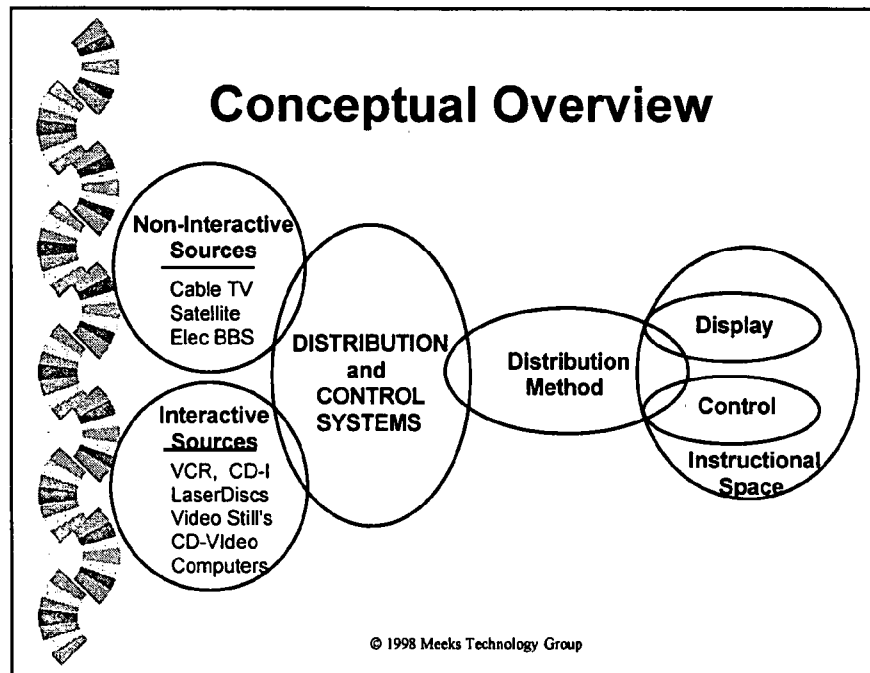 Conceptual Overview
Non-Interactive
Sources
Cable TV
Satellite
Elec BBS
Interactive
Sources
VCR, CD-I
LaserDiscs
Video Still's
CD-VIdeo
Computers
DISTRIBUTION
and
CONTROL
SYSTEMS
Distribution
Method
Display
Control
Instructional
Space
© 1998 Meeks Technology Group